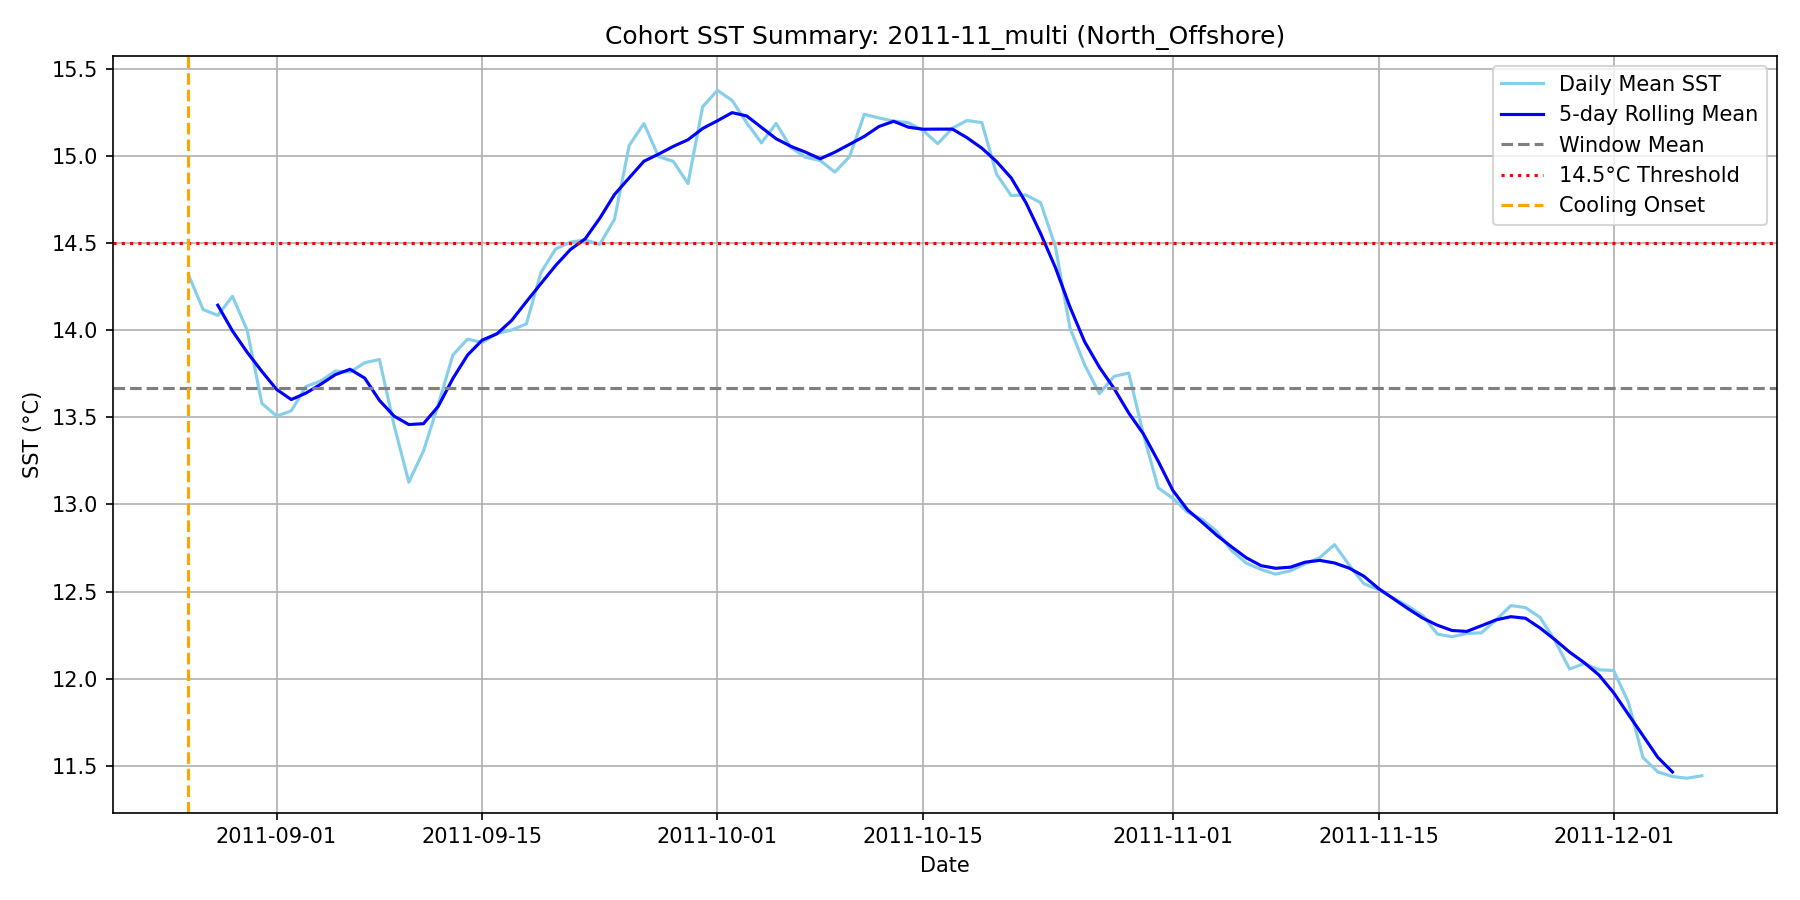 Cohort SST Summary: 2011-11_multi (North_Offshore)
Daily Mean SST
5-day Rolling Mean
Window Mean
14.5°C Threshold
Cooling Onset
SST (°C)
15.5
15.0
14.5
14.0
13.5
13.0
12.5
12.0
11.5
2011-09-01 2011-09-15 2011-10-01 2011-10-15 2011-11-01 2011-11-15 2011-12-01
Date